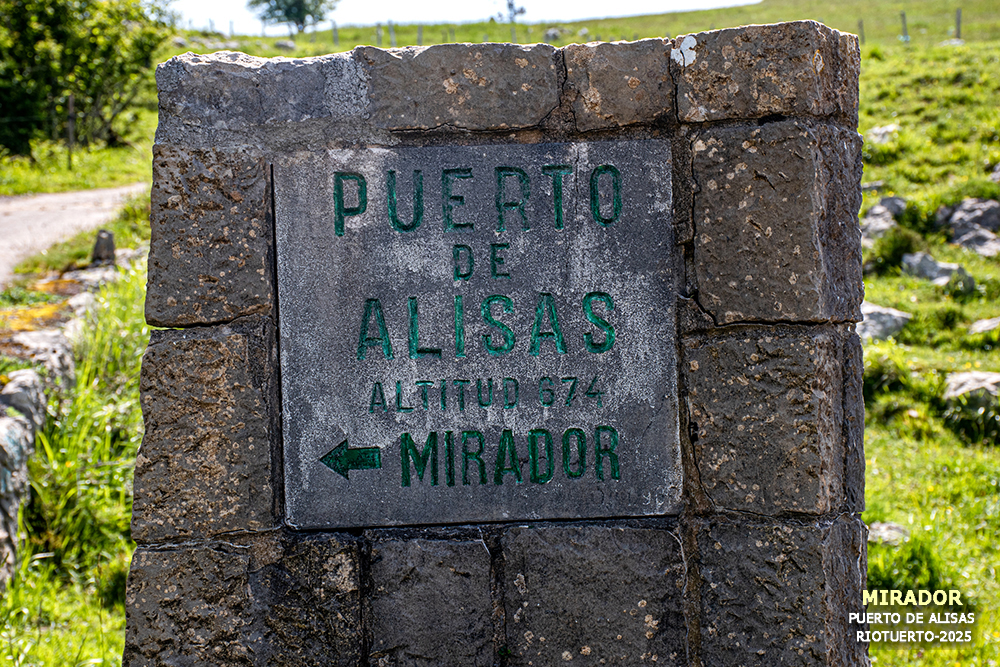 PUERTO
DE
ALISAS
ALTITUD 674
← MIRADOR
MIRADOR
PUERTO DE ALISAS
RIOTUERTO-2025